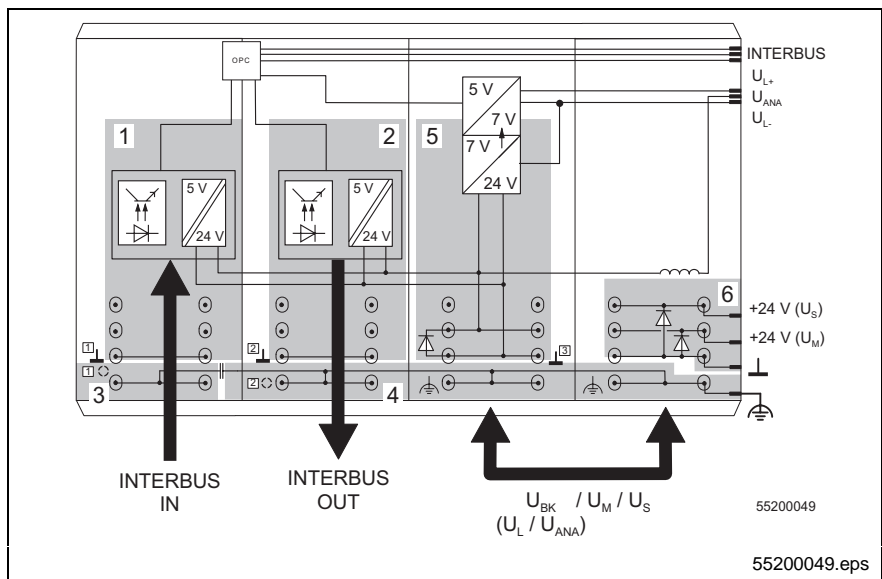 OPC
INTERBUS
U_L+
U_ANA
U_L-
5 V
7 V
7 V
24 V
1
2
5
5 V
24 V
5 V
24 V
6
+24 V (U_S)
+24 V (U_M)
1
2
3
1
2
3
4
INTERBUS
IN
INTERBUS
OUT
U_BK / U_M / U_S
(U_L / U_ANA)
55200049
55200049.eps